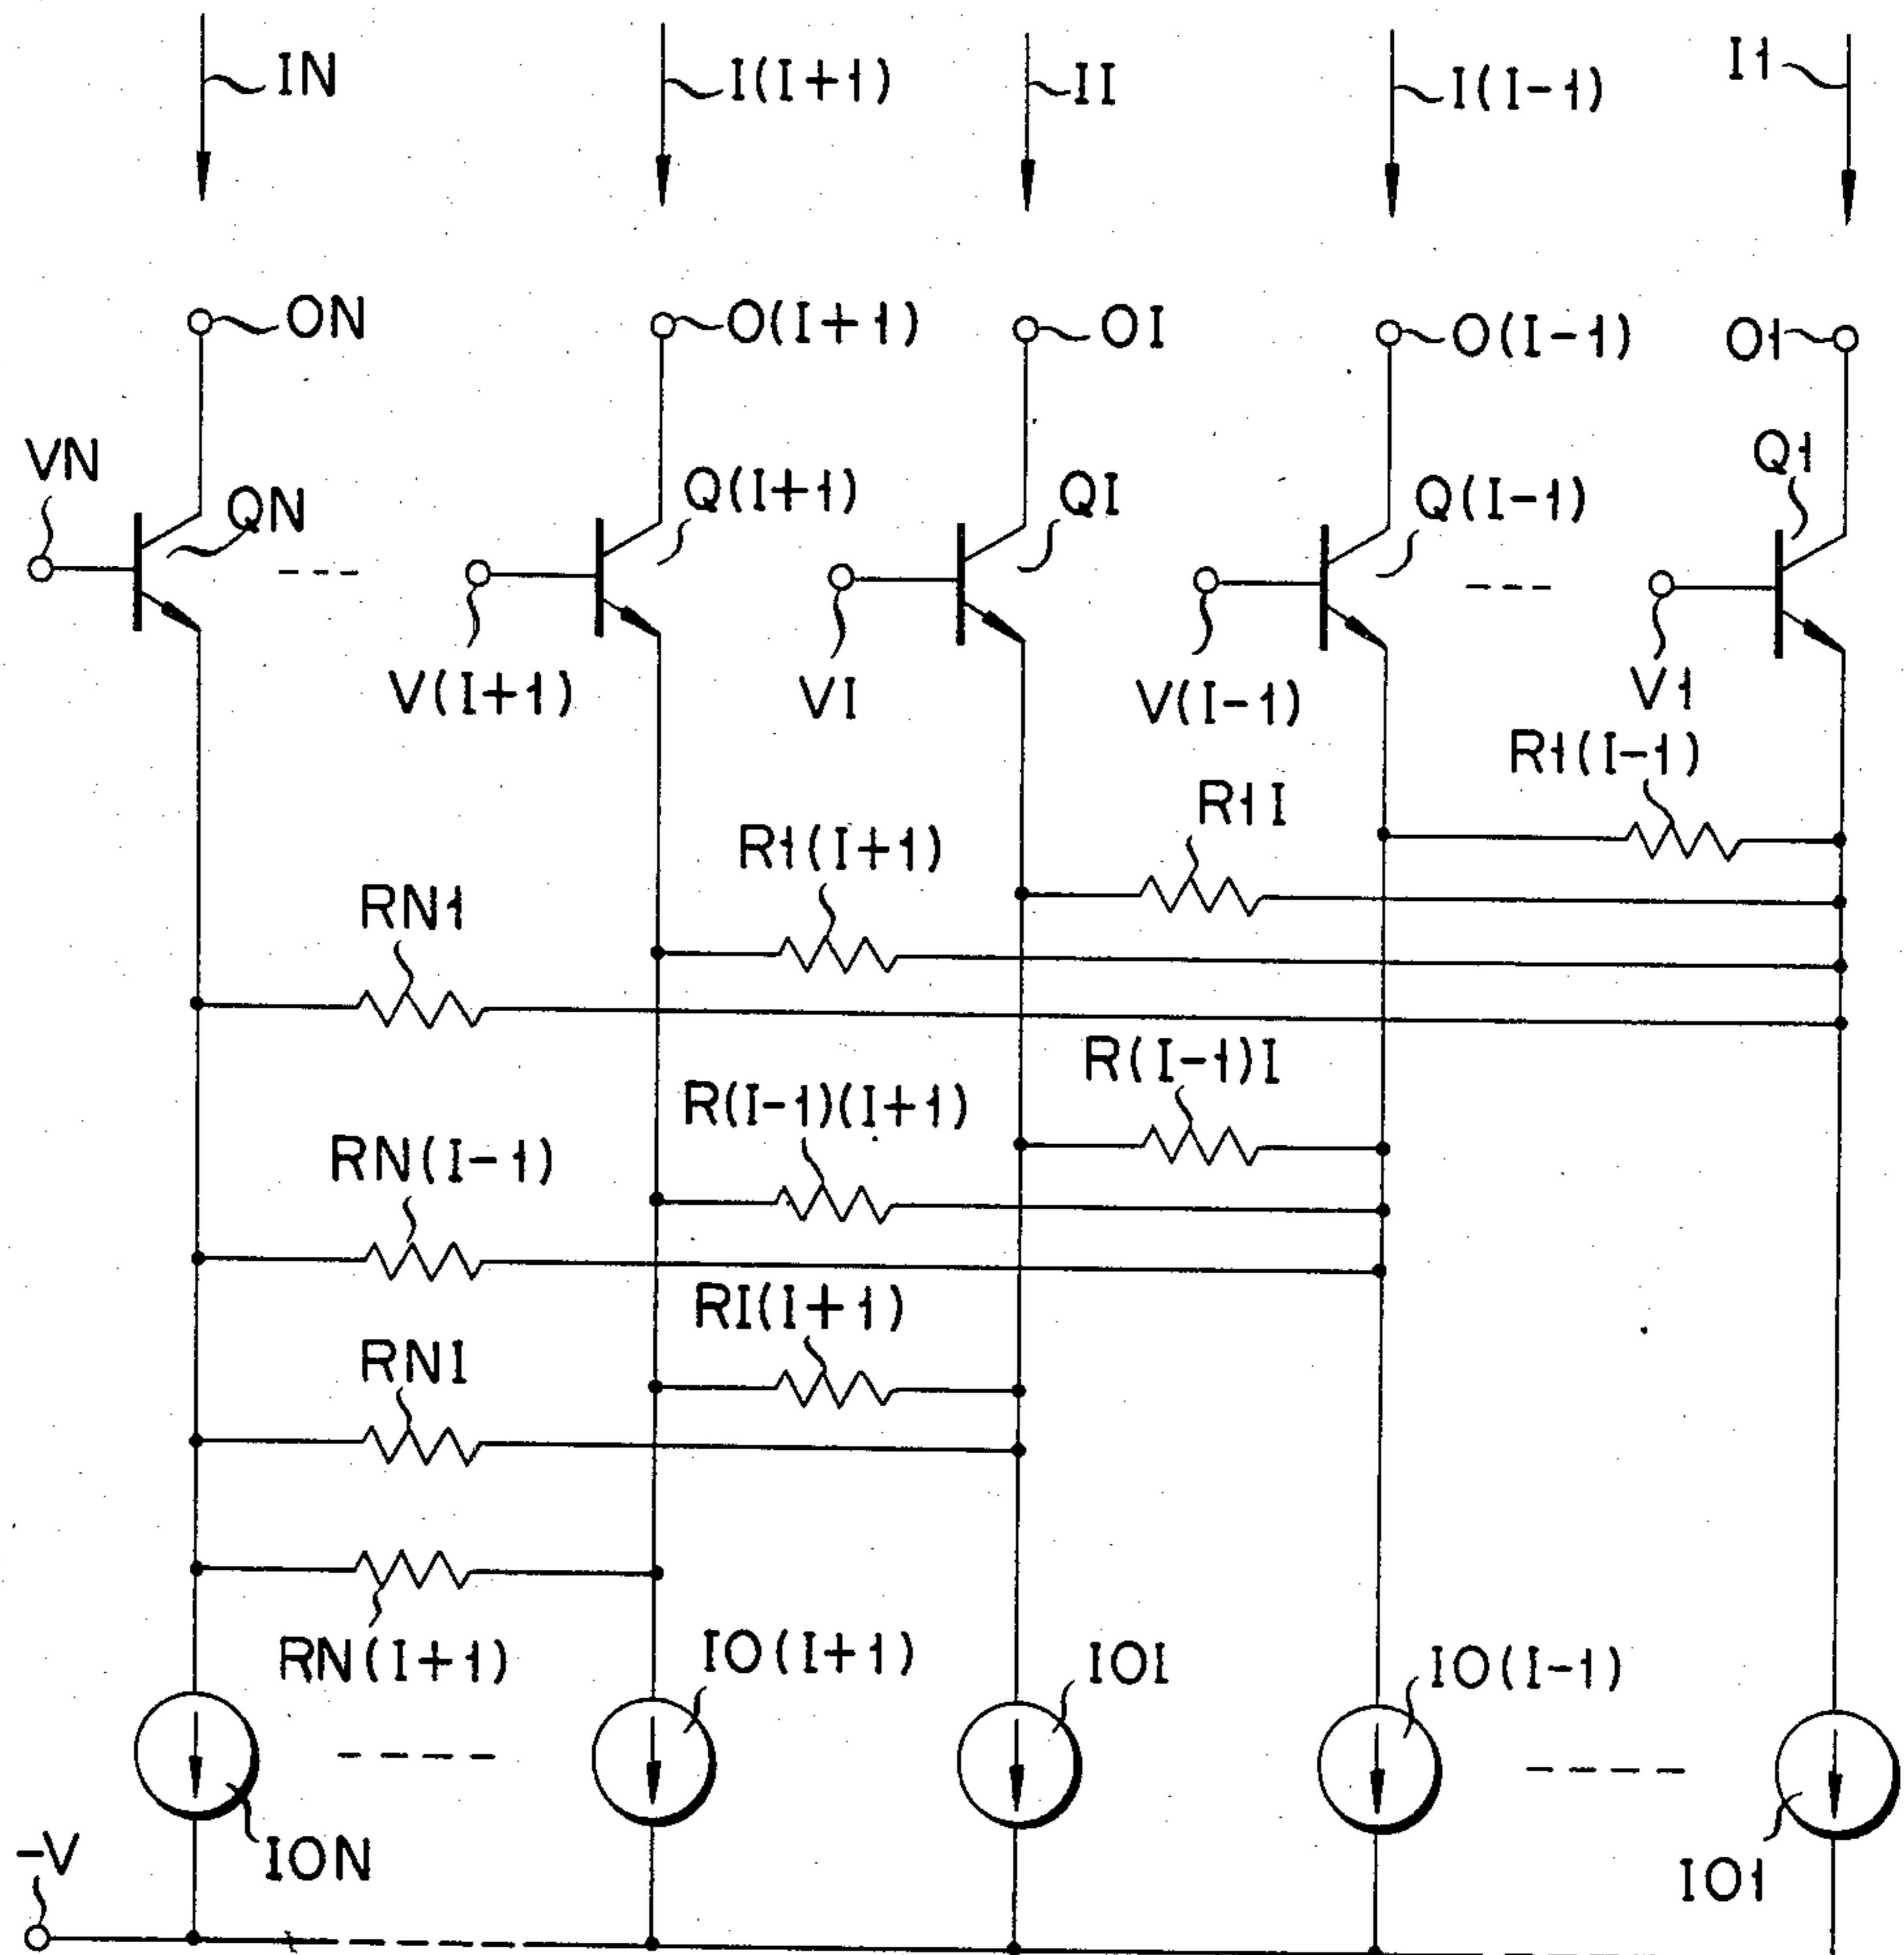 IN
I(I+1)
II
I(I-1)
I1
ON
O(I+1)
OI
O(I-1)
O1
VN
QN
Q(I+1)
QI
Q(I-1)
Q1
V(I+1)
VI
V(I-1)
V1
R1(I-1)
R1I
R1(I+1)
RN1
R(I-1)I
R(I-1)(I+1)
RN(I-1)
RI(I+1)
RNI
RN(I+1)
IO(I+1)
IOI
IO(I-1)
-V
ION
IO1